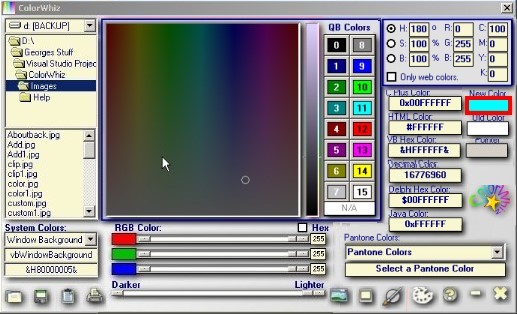 ColorWhiz
d: [BACKUP]
D:\
Georges Stuff
Visual Studio Projec
ColorWhiz
Images
Help
Aboutback.jpg
Add.jpg
Add1.jpg
clip.jpg
clip1.jpg
color.jpg
color1.jpg
custom.jpg
custom1.jpg
QB Colors
0 8
1 9
2 10
3 11
4 12
5 13
6 14
7 15
N/A
H: 180 ° R: 0 C: 100
S: 100 % G: 255 M: 0
B: 100 % B: 255 Y: 0
Only web colors. K: 0
C Plus Color: New Color
0x00FFFFFF
HTML Color: Old Color
#FFFFFF
VB Hex Color: Pointer
&HFFFFFF&
Decimal Color:
16776960
Delphi Hex Color:
$00FFFFFF
Java Color:
0xFFFFFF
System Colors:
Window Background
vbWindowBackground
&H80000005&
RGB Color: Hex
255
255
255
Darker Lighter
Pantone Colors:
Pantone Colors
Select a Pantone Color